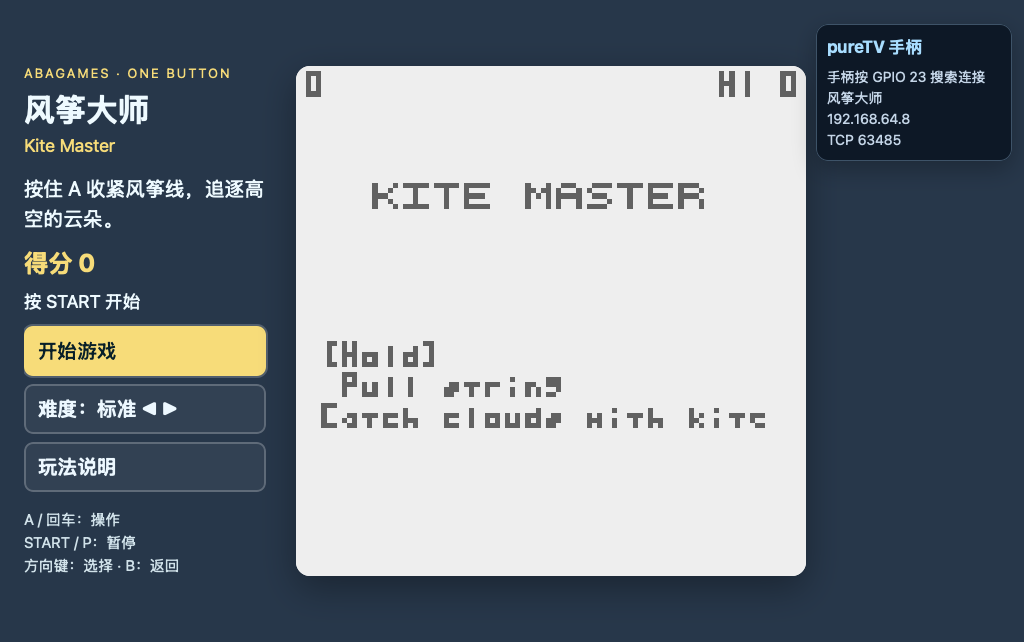 ABAGAMES · ONE BUTTON
风筝大师
Kite Master
按住 A 收紧风筝线，追逐高
空的云朵。
得分 0
按 START 开始
开始游戏
难度：标准 ◀ ▶
玩法说明
A / 回车：操作
START / P：暂停
方向键：选择 · B：返回
0
HI 0
KITE MASTER
[Hold]
Pull string
Catch clouds with kite
pureTV 手柄
手柄按 GPIO 23 搜索连接
风筝大师
192.168.64.8
TCP 63485